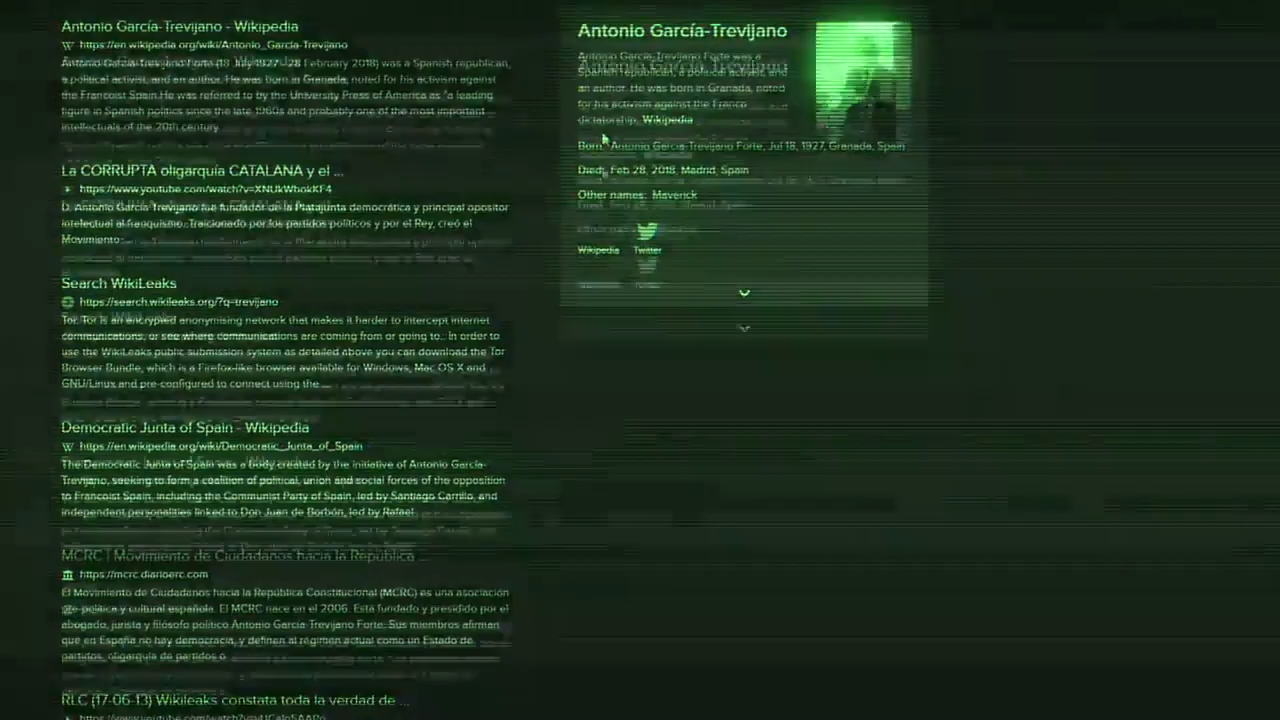 Antonio García-Trevijano - Wikipedia
https://en.wikipedia.org/wiki/Antonio_García-Trevijano
Antonio García-Trevijano Forte (18 July 1927 - 28 February 2018) was a Spanish republican,
a political activist, and an author. He was born in Granada, noted for his activism against
the Francoist Spain.He was referred to by the University Press of America as "a leading
figure in Spanish politics since the late 1960s and probably one of the most important
intellectuals of the 20th century
La CORRUPTA oligarquía CATALANA y el ...
https://www.youtube.com/watch?v=XNUkWhokKF4
D. Antonio García-Trevijano fue fundador de la Platajunta democrática y principal opositor
intelectual al franquismo. Traicionado por los partidos políticos y por el Rey, creó el
Movimiento
Search WikiLeaks
https://search.wikileaks.org/?q=trevijano
Tor. Tor is an encrypted anonymising network that makes it harder to intercept internet
communications, or see where communications are coming from or going to.. In order to
use the WikiLeaks public submission system as detailed above you can download the Tor
Browser Bundle, which is a Firefox-like browser available for Windows, Mac OS X and
GNU/Linux and pre-configured to connect using the ...
Democratic Junta of Spain - Wikipedia
https://en.wikipedia.org/wiki/Democratic_Junta_of_Spain
The Democratic Junta of Spain was a body created by the initiative of Antonio García-
Trevijano, seeking to form a coalition of political, union and social forces of the opposition
to Francoist Spain, including the Communist Party of Spain, led by Santiago Carrillo, and
independent personalities linked to Don Juan de Borbón, led by Rafael
MCRC | Movimiento de Ciudadanos hacia la República ...
https://mcrc.diarioerc.com
El Movimiento de Ciudadanos hacia la República Constitucional (MCRC) es una asociación
política y cultural española. El MCRC nace en el 2006. Está fundado y presidido por el
abogado, jurista y filósofo político Antonio García-Trevijano Forte. Sus miembros afirman
que en España no hay democracia, y definen al régimen actual como un Estado de
partidos, oligarquía de partidos o
RLC (17-06-13) Wikileaks constata toda la verdad de ...
Antonio García-Trevijano
Antonio García-Trevijano Forte was a
Spanish republican, a political activist, and
an author. He was born in Granada, noted
for his activism against the Franco
dictatorship. Wikipedia
Born: Antonio García-Trevijano Forte, Jul 18, 1927, Granada, Spain
Died: Feb 28, 2018, Madrid, Spain
Other names: Maverick
Wikipedia Twitter